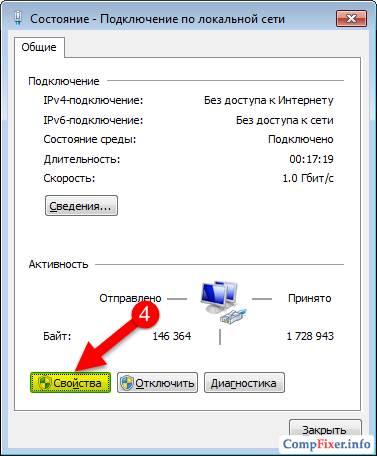 Состояние - Подключение по локальной сети
Общие
Подключение
IPv4-подключение: Без доступа к Интернету
IPv6-подключение: Без доступа к сети
Состояние среды: Подключено
Длительность: 00:17:19
Скорость: 1.0 Гбит/с
Сведения...
Активность
Отправлено — — Принято
4
Байт: 146 364 | 1 728 943
Свойства Отключить Диагностика
Закрыть
CompFixer.info